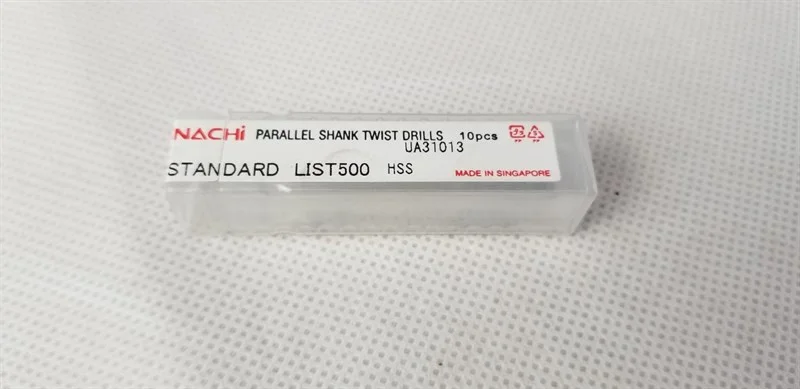 NACHi PARALLEL SHANK TWIST DRILLS 10pcs
UA31013
STANDARD LIST500 HSS
MADE IN SINGAPORE